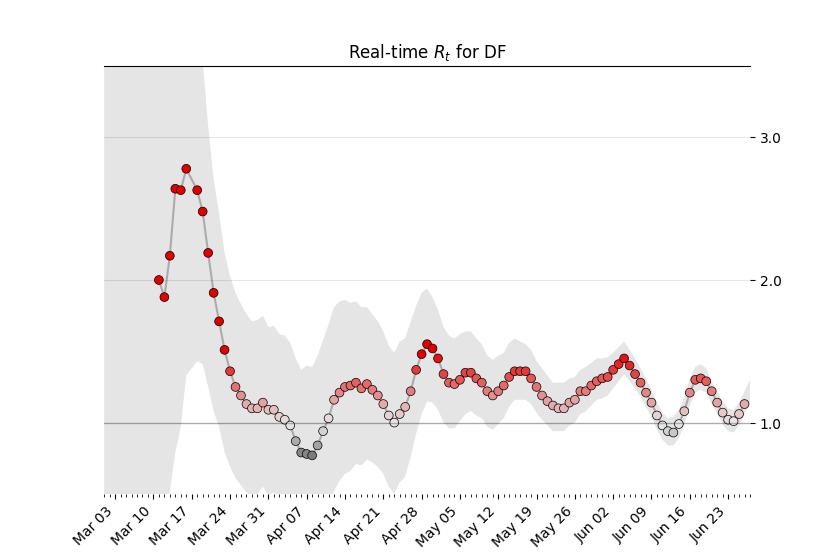 Real-time Rₜ for DF
3.0
2.0
1.0
Mar 03
Mar 10
Mar 17
Mar 24
Mar 31
Apr 07
Apr 14
Apr 21
Apr 28
May 05
May 12
May 19
May 26
Jun 02
Jun 09
Jun 16
Jun 23